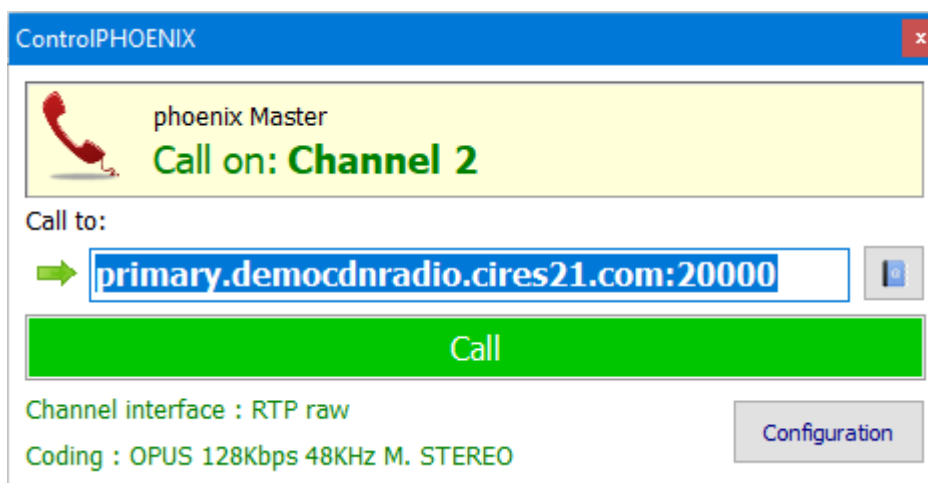 ControlPHOENIX
x
phoenix Master
Call on: Channel 2
Call to:
primary.democdnradio.cires21.com:20000
Call
Channel interface : RTP raw
Configuration
Coding : OPUS 128Kbps 48KHz M. STEREO